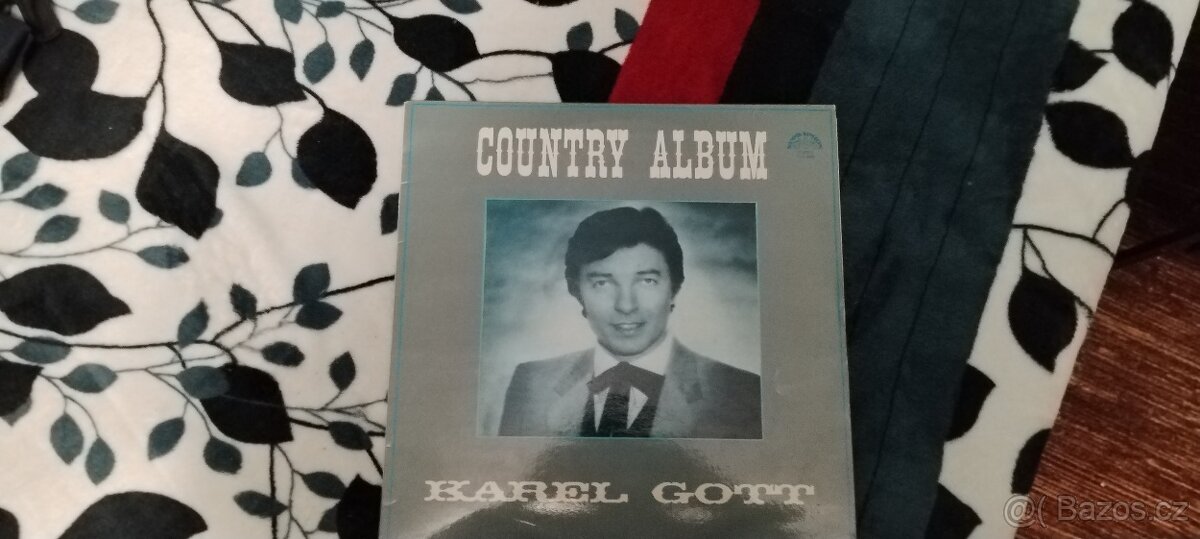 COUNTRY ALBUM
KAREL GOTT
@( Bazos.cz